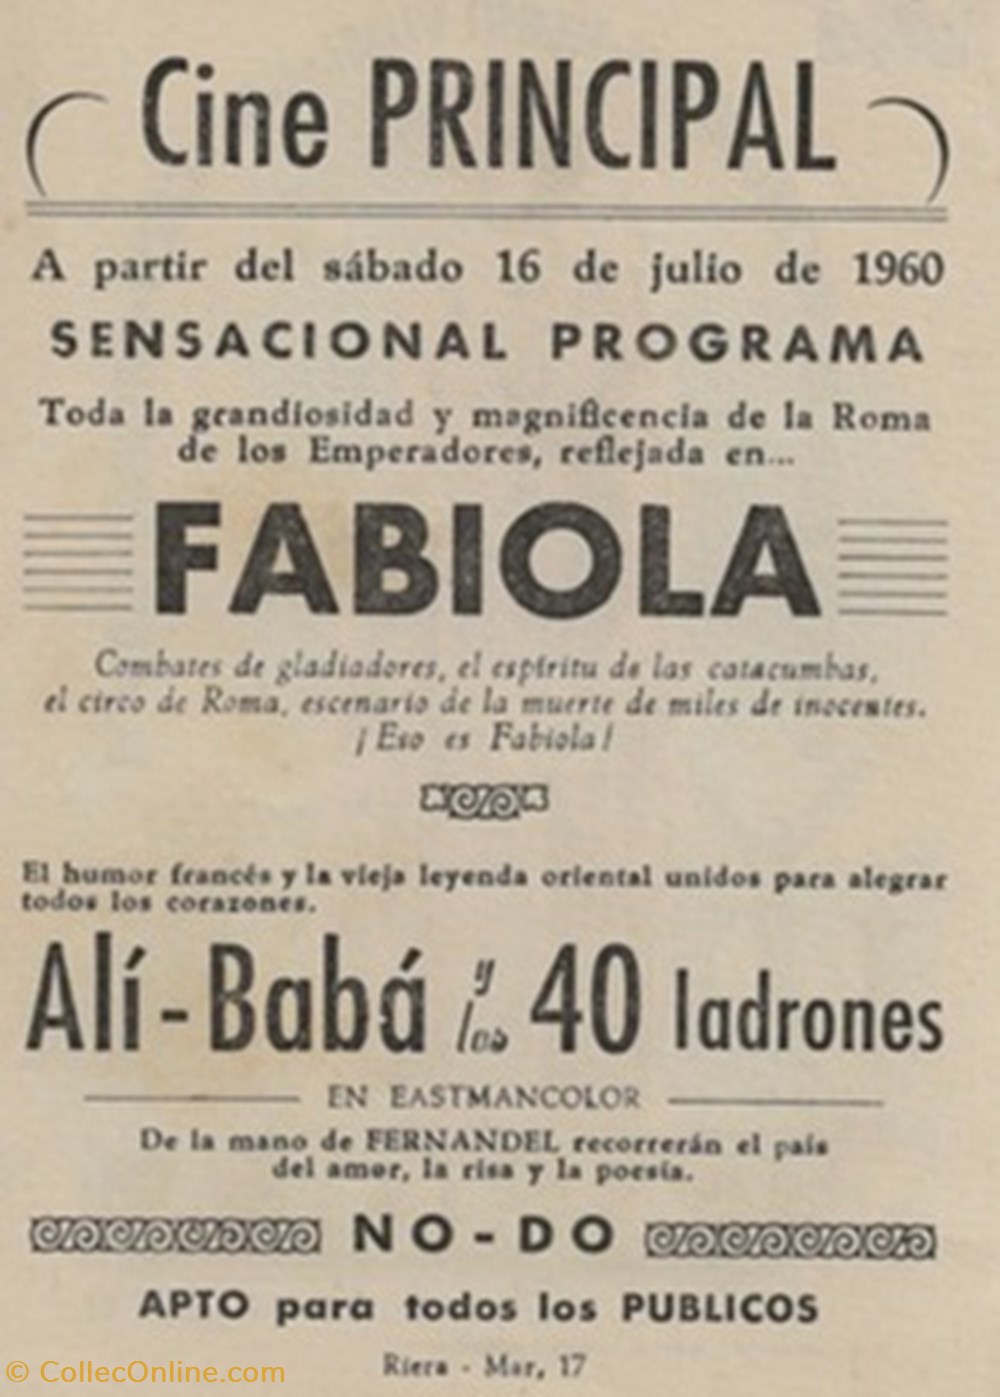 Cine PRINCIPAL
A partir del sábado 16 de julio de 1960
SENSACIONAL PROGRAMA
Toda la grandiosidad y magnificencia de la Roma
de los Emperadores, reflejada en...
FABIOLA
Combates de gladiadores, el espíritu de las catacumbas,
el circo de Roma, escenario de la muerte de miles de inocentes.
¡Eso es Fabiola!
El humor francés y la vieja leyenda oriental unidos para alegrar
todos los corazones.
Alí-Babá y los 40 ladrones
EN EASTMANCOLOR
De la mano de FERNANDEL recorrerán el país
del amor, la risa y la poesía.
NO-DO
APTO para todos los PUBLICOS
Riera - Mar, 17
© CollecOnline.com